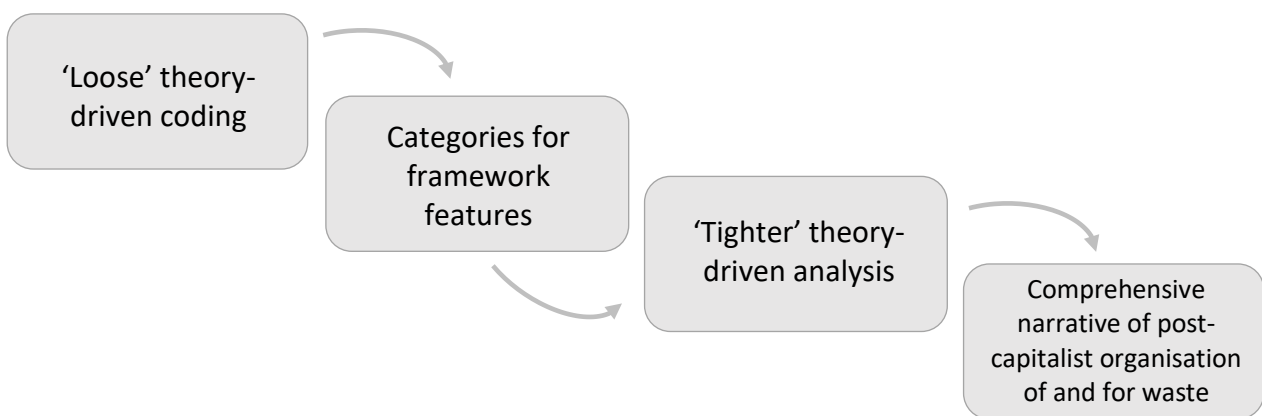 ‘Loose’ theory-
driven coding
Categories for
framework
features
‘Tighter’ theory-
driven analysis
Comprehensive
narrative of post-
capitalist organisation
of and for waste